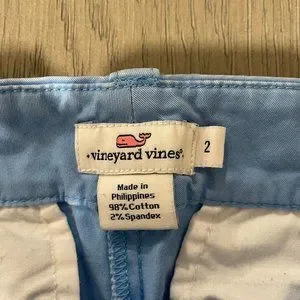 vineyard vines®
2
Made in
Philippines
98% Cotton
2% Spandex